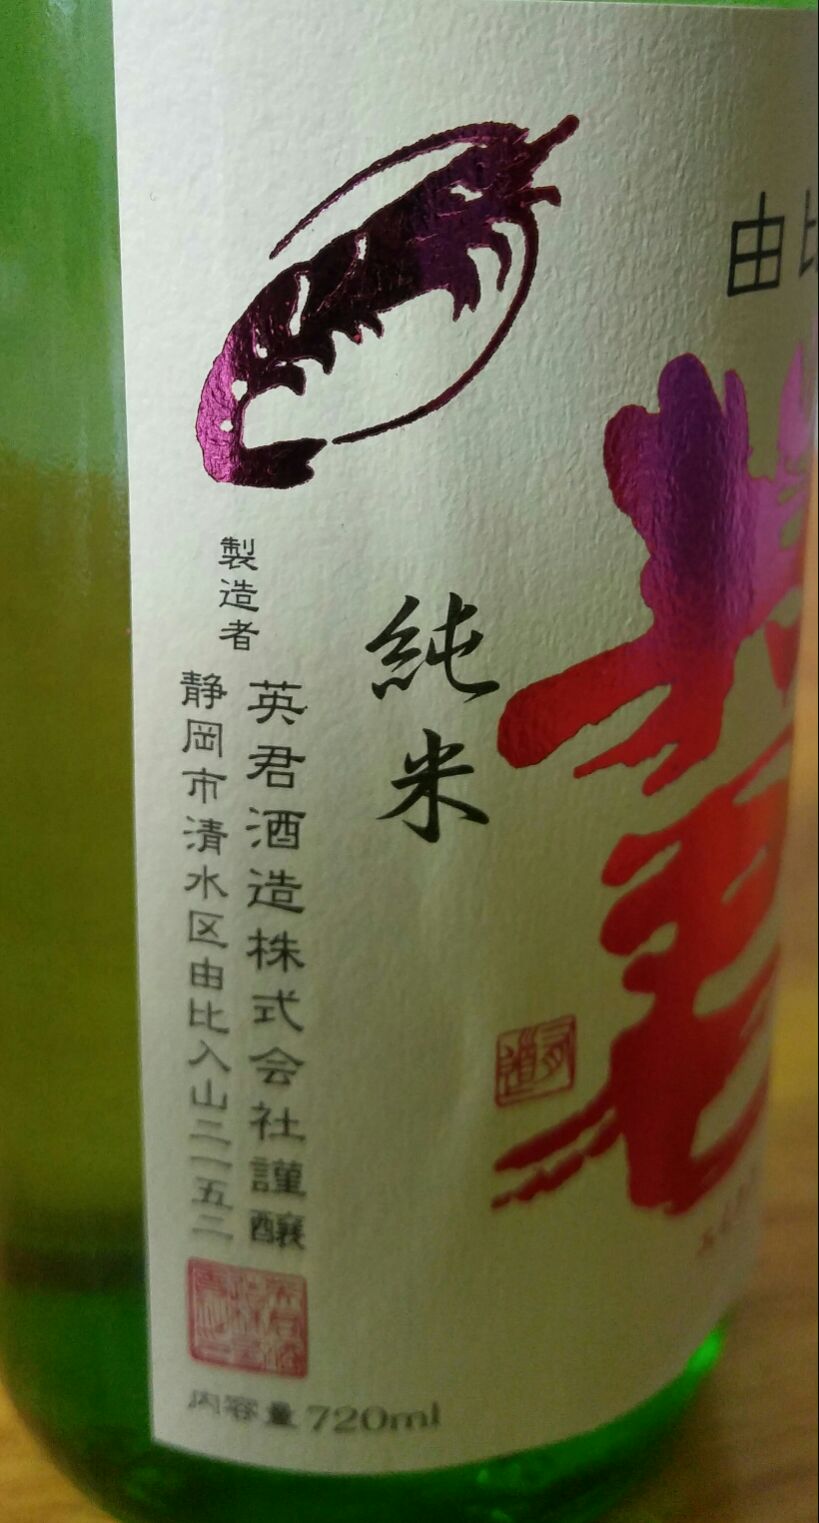 由比
純米
製造者
英君酒造株式会社謹醸
静岡市清水区由比入山二一五二
内容量720ml